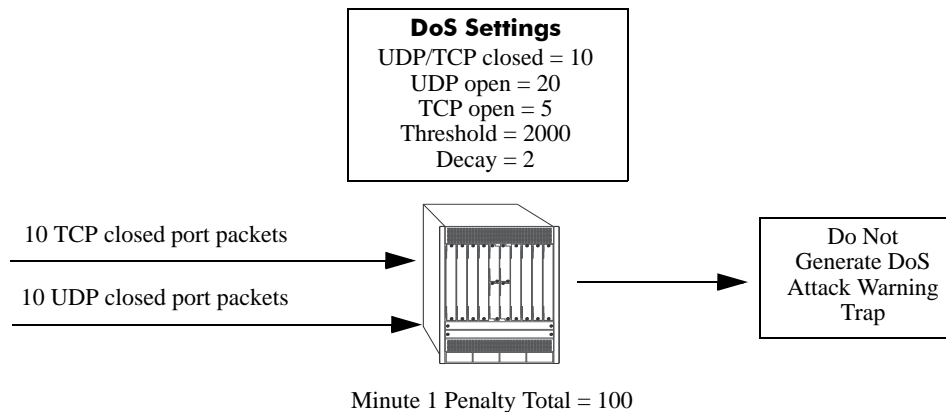 DoS Settings
UDP/TCP closed = 10
UDP open = 20
TCP open = 5
Threshold = 2000
Decay = 2
10 TCP closed port packets
10 UDP closed port packets
Do Not
Generate DoS
Attack Warning
Trap
Minute 1 Penalty Total = 100